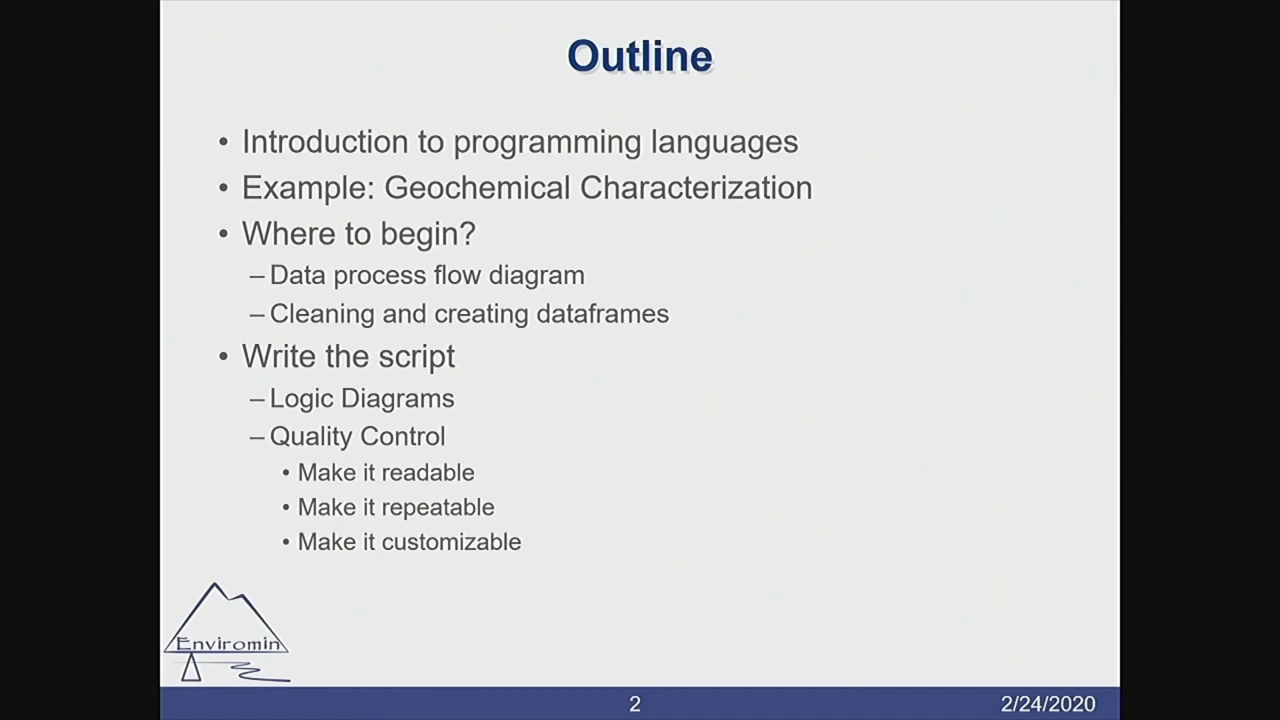 Outline
• Introduction to programming languages
• Example: Geochemical Characterization
• Where to begin?
–Data process flow diagram
–Cleaning and creating dataframes
• Write the script
–Logic Diagrams
–Quality Control
• Make it readable
• Make it repeatable
• Make it customizable
Enviromin
2
2/24/2020